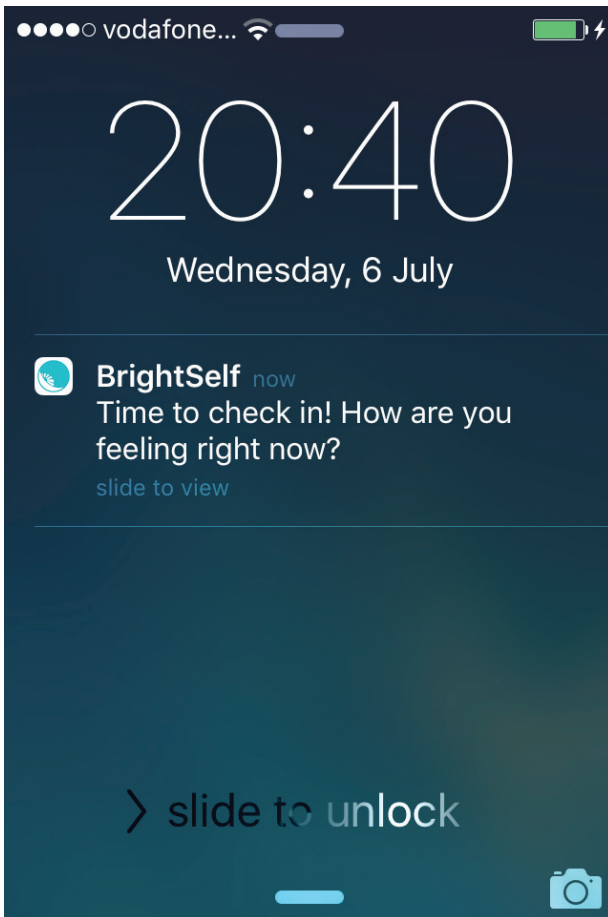 vodafone...
20:40
Wednesday, 6 July
BrightSelf now
Time to check in! How are you
feeling right now?
slide to view
> slide to unlock